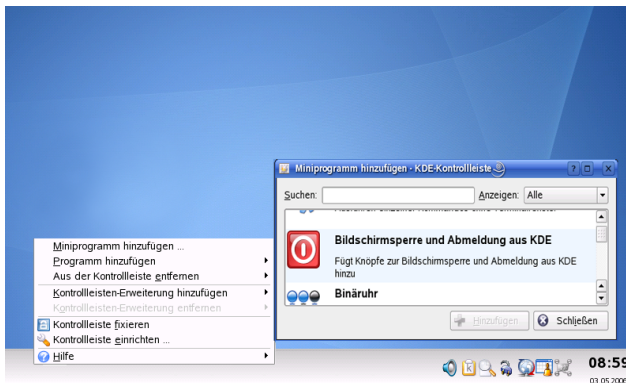 Miniprogramm hinzufügen - KDE-Kontrollleiste
Suchen:
Anzeigen: Alle
Bildschirmsperre und Abmeldung aus KDE
Fügt Knöpfe zur Bildschirmsperre und Abmeldung aus KDE
hinzu
Binäruhr
Hinzufügen
Schließen
Miniprogramm hinzufügen ...
Programm hinzufügen
Aus der Kontrollleiste entfernen
Kontrollleisten-Erweiterung hinzufügen
Kontrollleisten-Erweiterung entfernen
Kontrollleiste fixieren
Kontrollleiste einrichten ...
Hilfe
08:59
03.05.2006